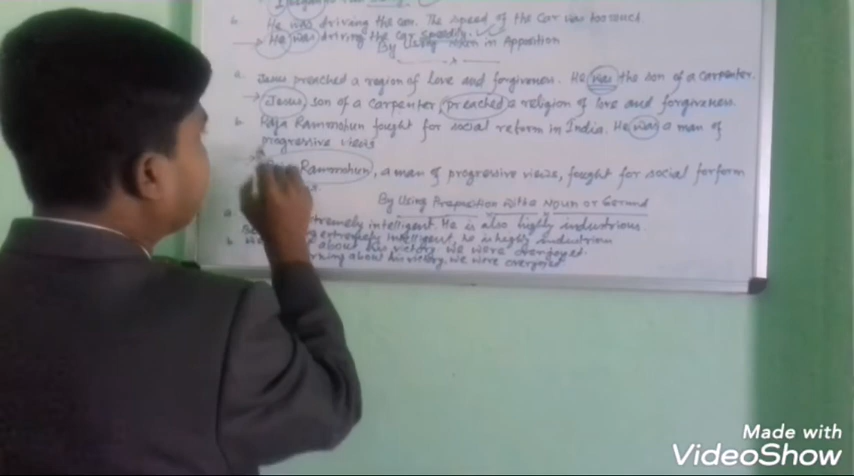 b. He was driving the car. The speed of the car was too much.
→ He was driving the car speedily.
By Using Noun in Apposition
a. Jesus preached a region of love and forgiveness. He was the son of a carpenter.
→ Jesus, son of a carpenter, preached a religion of love and forgiveness.
b. Raja Rammohun fought for social reform in India. He was a man of
progressive views
Rammohun, a man of progressive views, fought for social
By Using Preposition with a Noun or Gerund
a. extremely intelligent. He is also highly industrious
extremely intelligent, he is highly industrious
b. about his victory. We were overjoyed.
about his victory, we were overjoyed
Made with
VideoShow